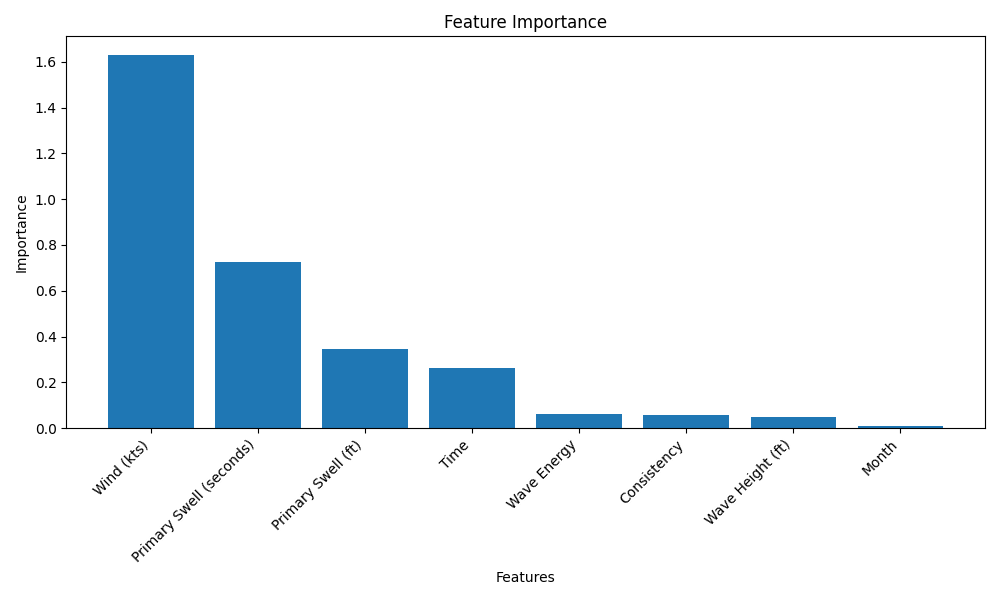 Feature Importance
Importance
1.6
1.4
1.2
1.0
0.8
0.6
0.4
0.2
0.0
Wind (kts)
Primary Swell (seconds)
Primary Swell (ft)
Time
Wave Energy
Consistency
Wave Height (ft)
Month
Features